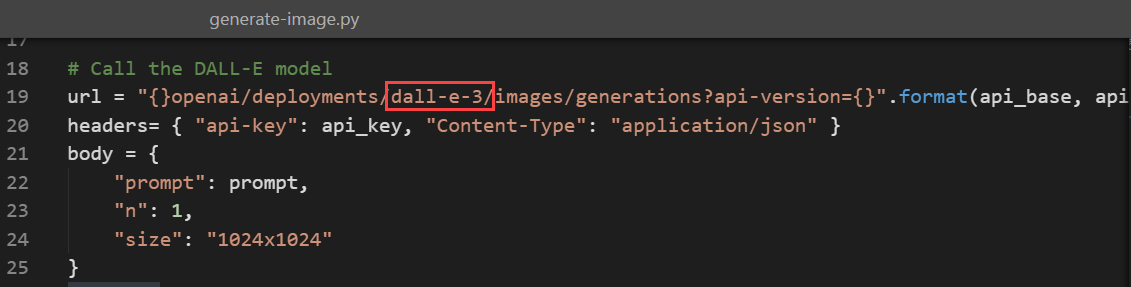 generate-image.py
17
18 # Call the DALL-E model
19 url = "{}openai/deployments/dall-e-3/images/generations?api-version={}".format(api_base, api
20 headers= { "api-key": api_key, "Content-Type": "application/json" }
21 body = {
22 "prompt": prompt,
23 "n": 1,
24 "size": "1024x1024"
25 }